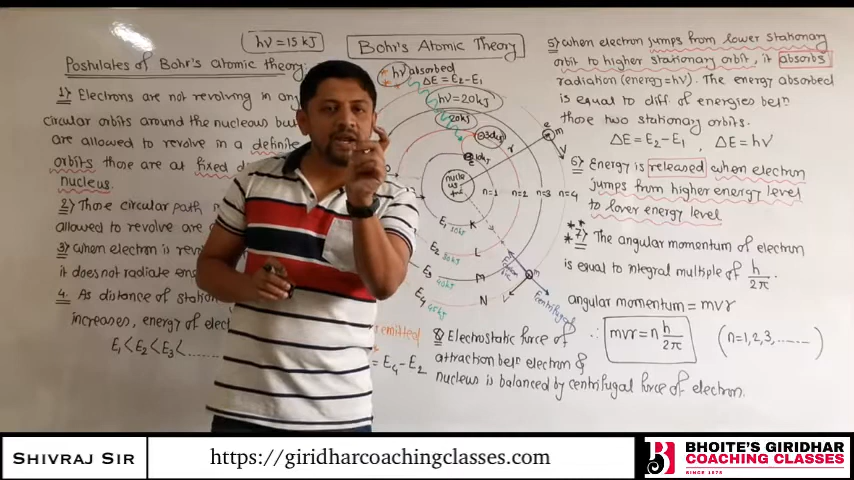 hν = 15 KJ
Bohr's Atomic Theory
Postulates of Bohr's atomic theory:
1) Electrons are not revolving in any
circular orbits around the nucleous but
are allowed to revolve in a definite
orbits those are at fixed
nucleus.
2) Those circular path
allowed to revolve are
3) when electron is
it does not radiate
4. As distance of
increases, energy of
E₁ < E₂ < E₃ < ........
hν absorbed
ΔE = E₂-E₁
hν = 20KJ
20KJ
r
e
m
V
nucle
us
+ve
n=1
n=2
n=3
n=4
E₁
K
E₂
L
E₃
M
E₄
N
m
Centrifugal
emitted
= E₄ - E₂
5) when electron jumps from lower stationary
orbit to higher stationary orbit, it absorbs
radiation (energy = hν). The energy absorbed
is equal to diff of energies betn
those two stationary orbits.
ΔE = E₂ - E₁ , ΔE = hν
6) Energy is released when electron
jumps from higher energy level
to lover energy level
7) The angular momentum of electron
is equal to integral multiple of h/2π.
angular momentum = mvr
∵ mvr = n h/2π (n=1,2,3, ........)
8) Electrostatic force of
attraction betn electron &
nucleus is balanced by centrifugal force of electron.
SHIVRAJ SIR
https://giridharcoachingclasses.com
BHOITE'S GIRIDHAR
COACHING CLASSES